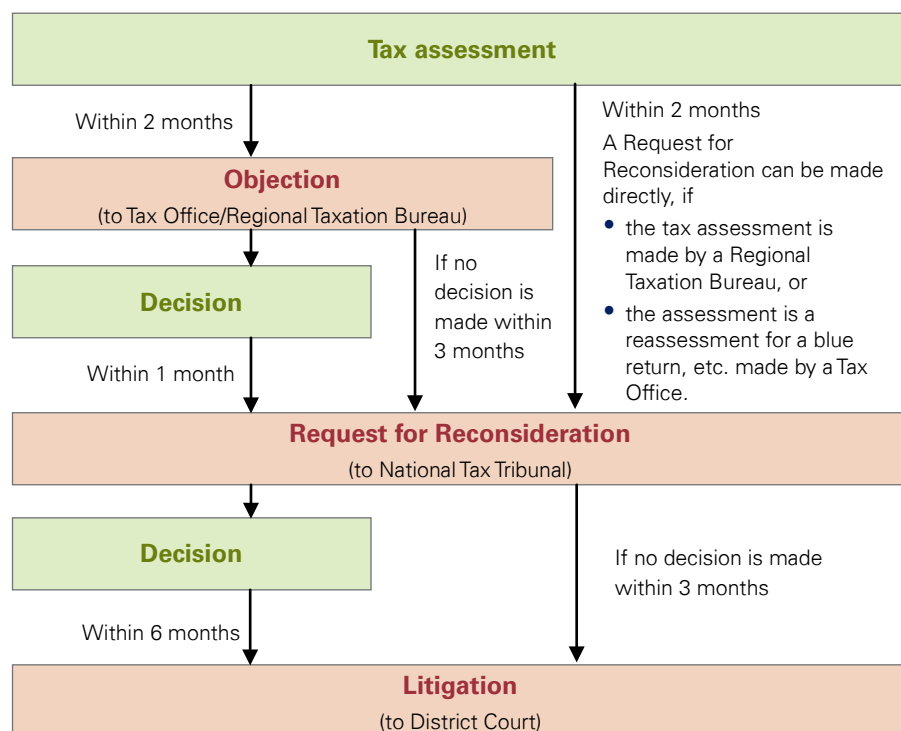 Tax assessment
Within 2 months
Within 2 months
A Request for
Reconsideration can be made
directly, if
• the tax assessment is
made by a Regional
Taxation Bureau, or
• the assessment is a
reassessment for a blue
return, etc. made by a Tax
Office.
Objection
(to Tax Office/Regional Taxation Bureau)
If no
decision is
made within
3 months
Decision
Within 1 month
Request for Reconsideration
(to National Tax Tribunal)
Decision
If no decision is made
within 3 months
Within 6 months
Litigation
(to District Court)